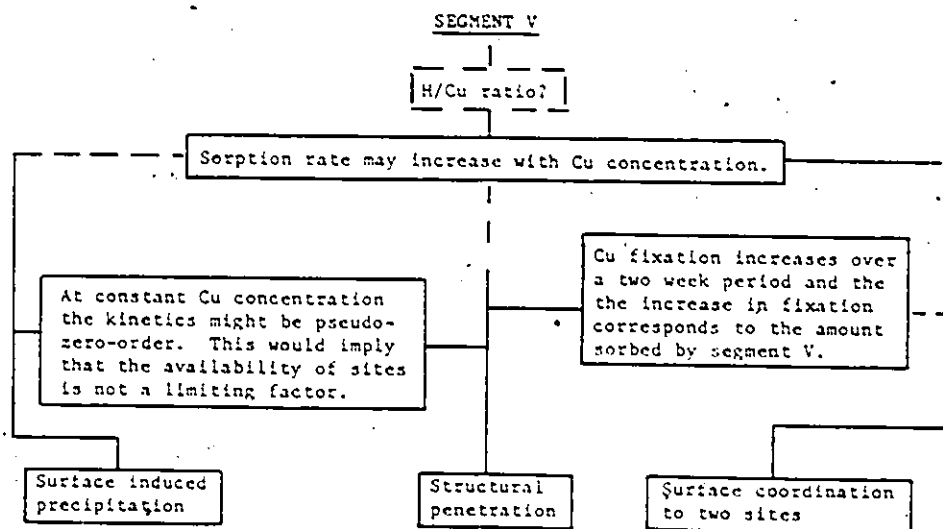 SEGMENT V
H/Cu ratio?
Sorption rate may increase with Cu concentration.
At constant Cu concentration
the kinetics might be pseudo-
zero-order. This would imply
that the availability of sites
is not a limiting factor.
Cu fixation increases over
a two week period and the
the increase in fixation
corresponds to the amount
sorbed by segment V.
Surface induced
precipitation
Structural
penetration
Surface coordination
to two sites